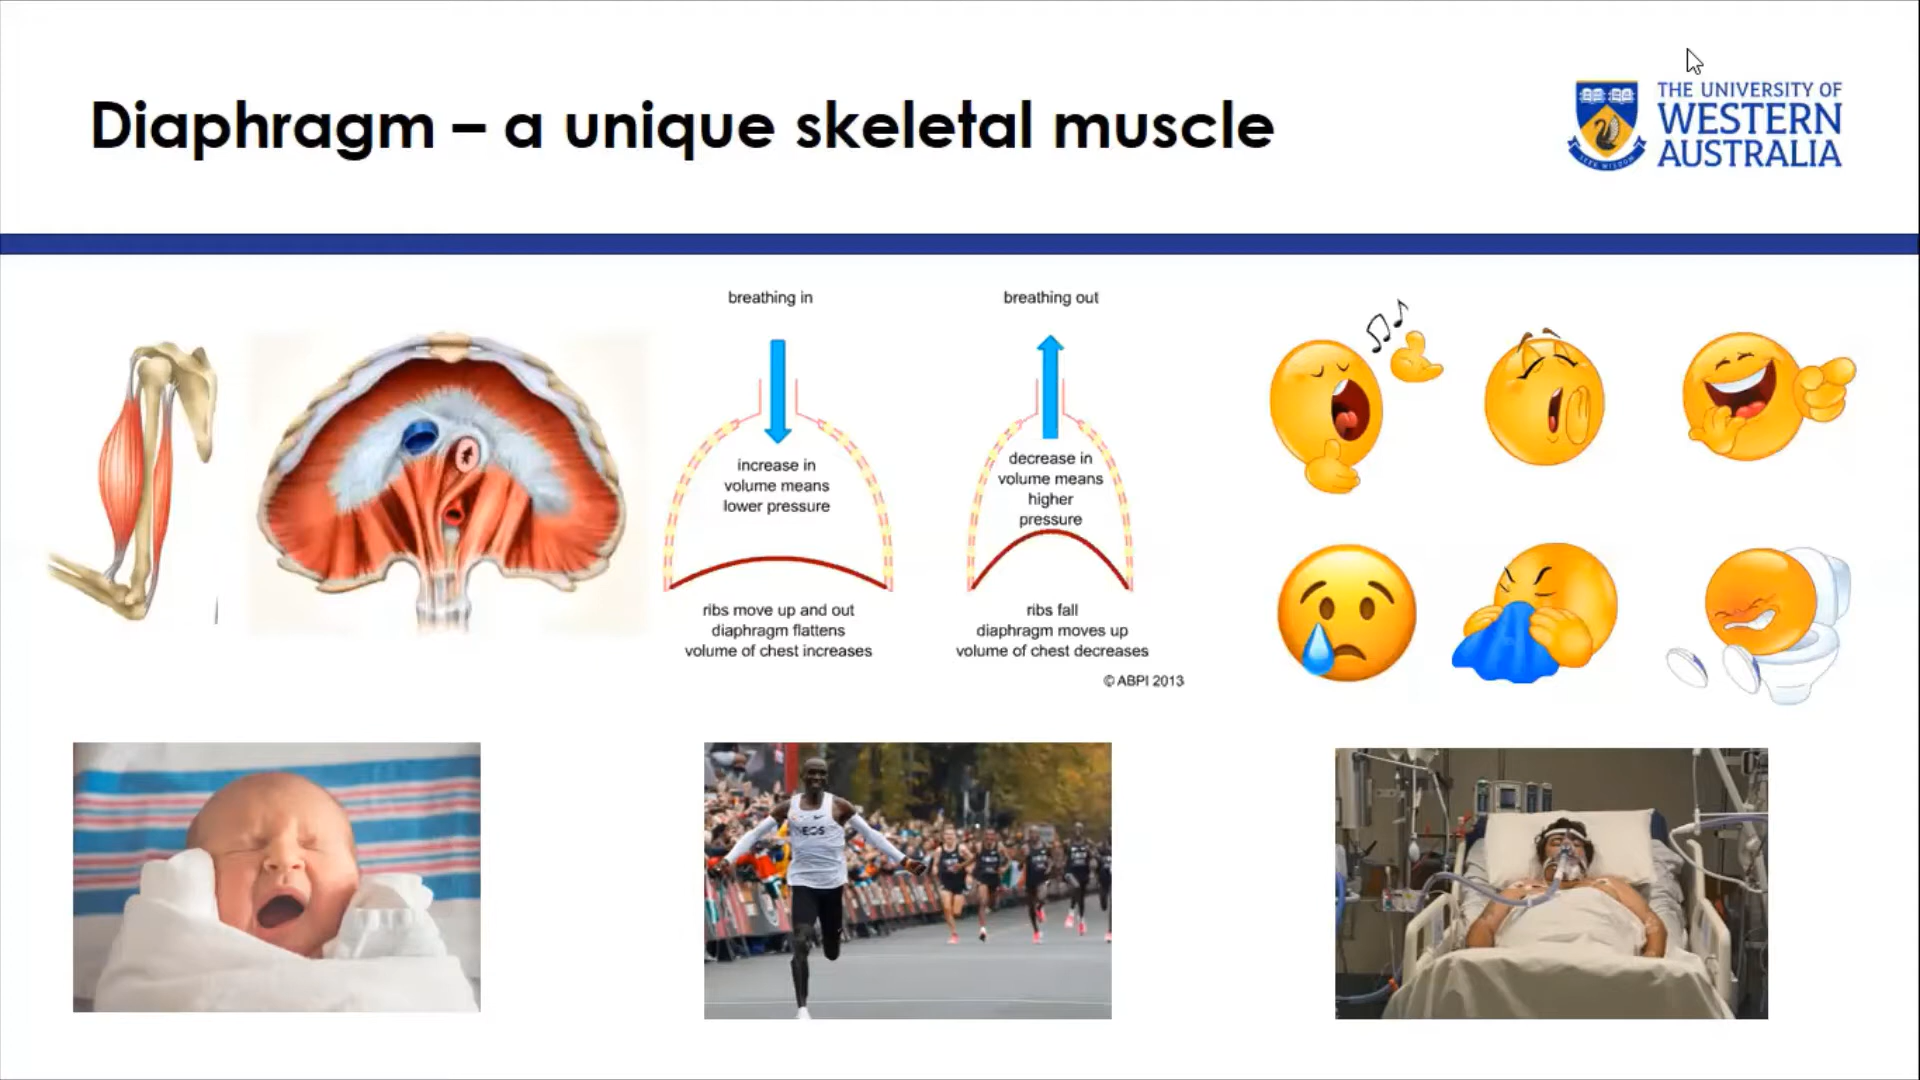 Diaphragm – a unique skeletal muscle
THE UNIVERSITY OF
WESTERN
AUSTRALIA
SEEK WISDOM
breathing in
increase in
volume means
lower pressure
ribs move up and out
diaphragm flattens
volume of chest increases
breathing out
decrease in
volume means
higher
pressure
ribs fall
diaphragm moves up
volume of chest decreases
© ABPI 2013